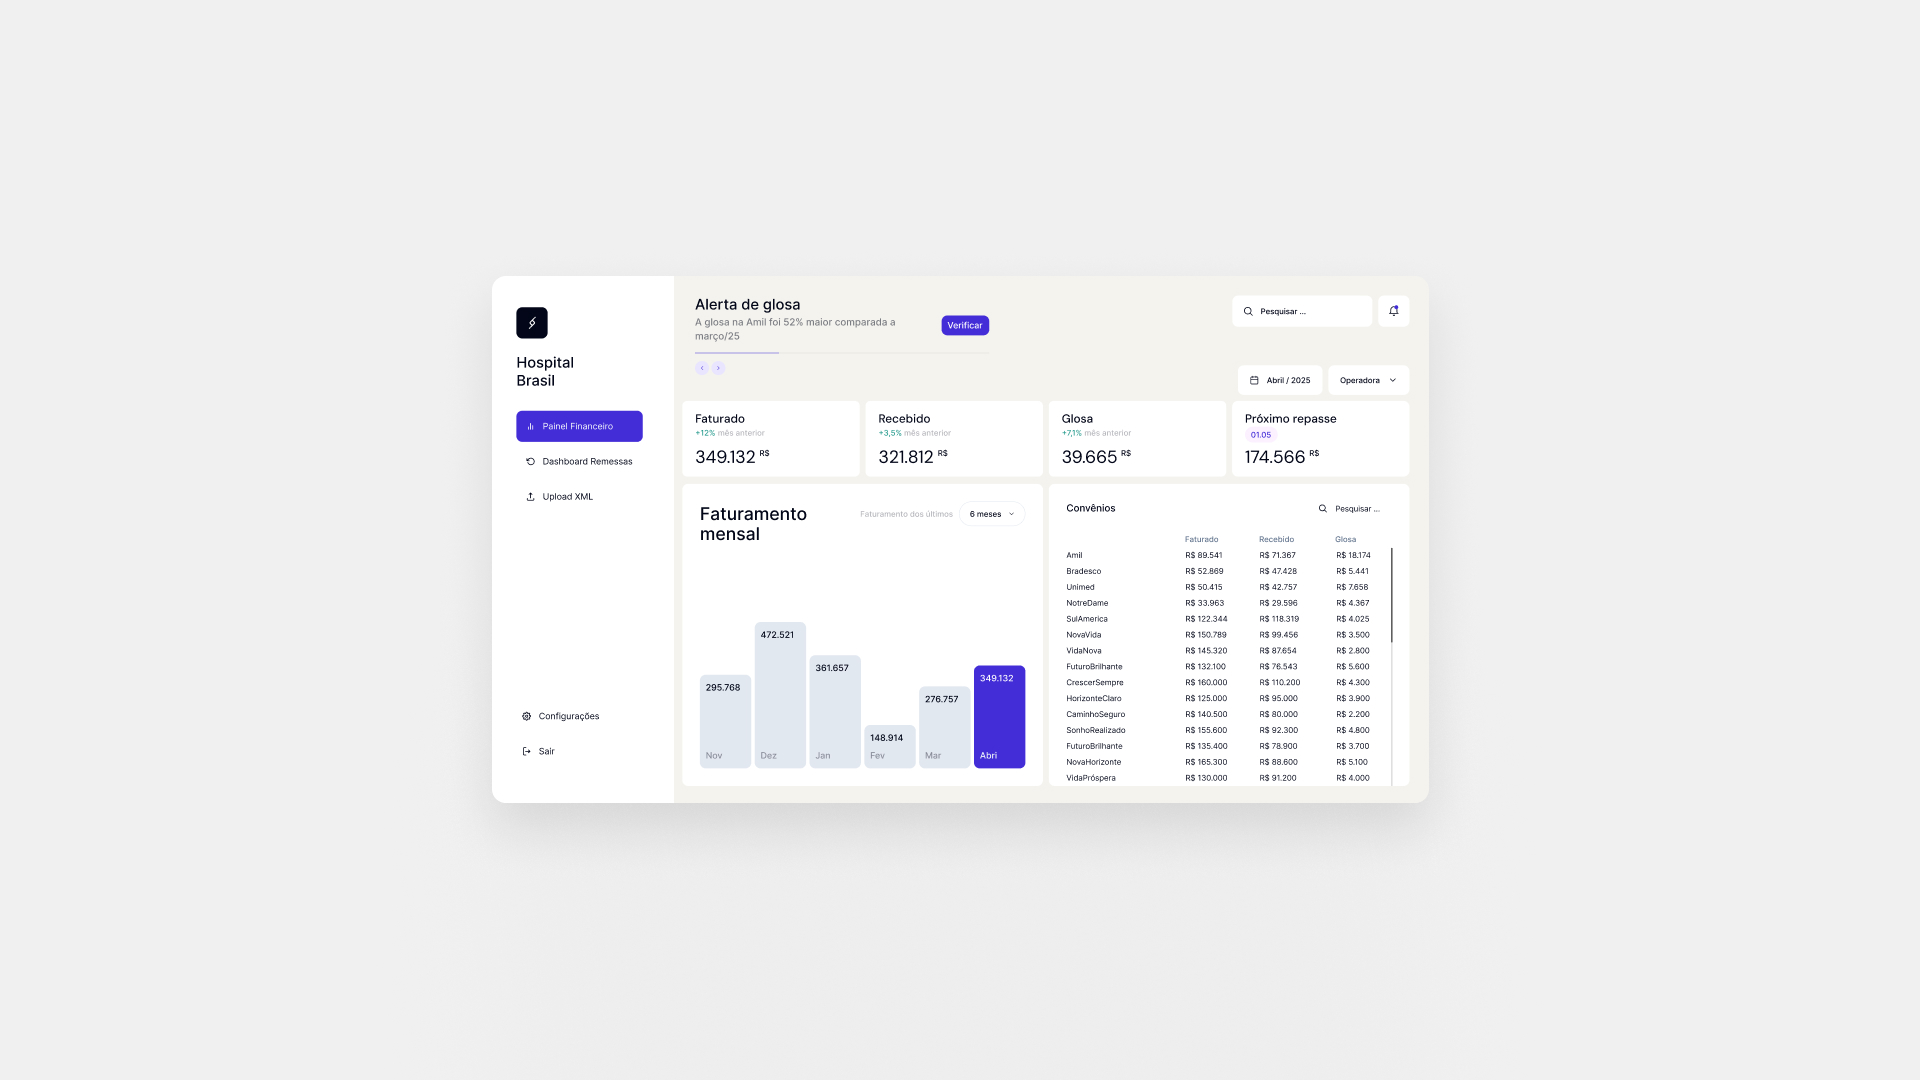 Hospital
Brasil
Painel Financeiro
Dashboard Remessas
Upload XML
Configurações
Sair
Alerta de glosa
A glosa na Amil foi 52% maior comparada a
março/25
Verificar
Pesquisar ...
Abril / 2025
Operadora
Faturado
+12% mês anterior
349.132 R$
Recebido
+3,5% mês anterior
321.812 R$
Glosa
+7,1% mês anterior
39.665 R$
Próximo repasse
01.05
174.566 R$
Faturamento
mensal
Faturamento dos últimos
6 meses
295.768
Nov
472.521
Dez
361.657
Jan
148.914
Fev
276.757
Mar
349.132
Abri
Convênios
Pesquisar ...
Faturado Recebido Glosa
Amil R$ 89.541 R$ 71.367 R$ 18.174
Bradesco R$ 52.869 R$ 47.428 R$ 5.441
Unimed R$ 50.415 R$ 42.757 R$ 7.658
NotreDame R$ 33.963 R$ 29.596 R$ 4.367
SulAmerica R$ 122.344 R$ 118.319 R$ 4.025
NovaVida R$ 150.789 R$ 99.456 R$ 3.500
VidaNova R$ 145.320 R$ 87.654 R$ 2.800
FuturoBrilhante R$ 132.100 R$ 76.543 R$ 5.600
CrescerSempre R$ 160.000 R$ 110.200 R$ 4.300
HorizonteClaro R$ 125.000 R$ 95.000 R$ 3.900
CaminhoSeguro R$ 140.500 R$ 80.000 R$ 2.200
SonhoRealizado R$ 155.600 R$ 92.300 R$ 4.800
FuturoBrilhante R$ 135.400 R$ 78.900 R$ 3.700
NovaHorizonte R$ 165.300 R$ 88.600 R$ 5.100
VidaPróspera R$ 130.000 R$ 91.200 R$ 4.000